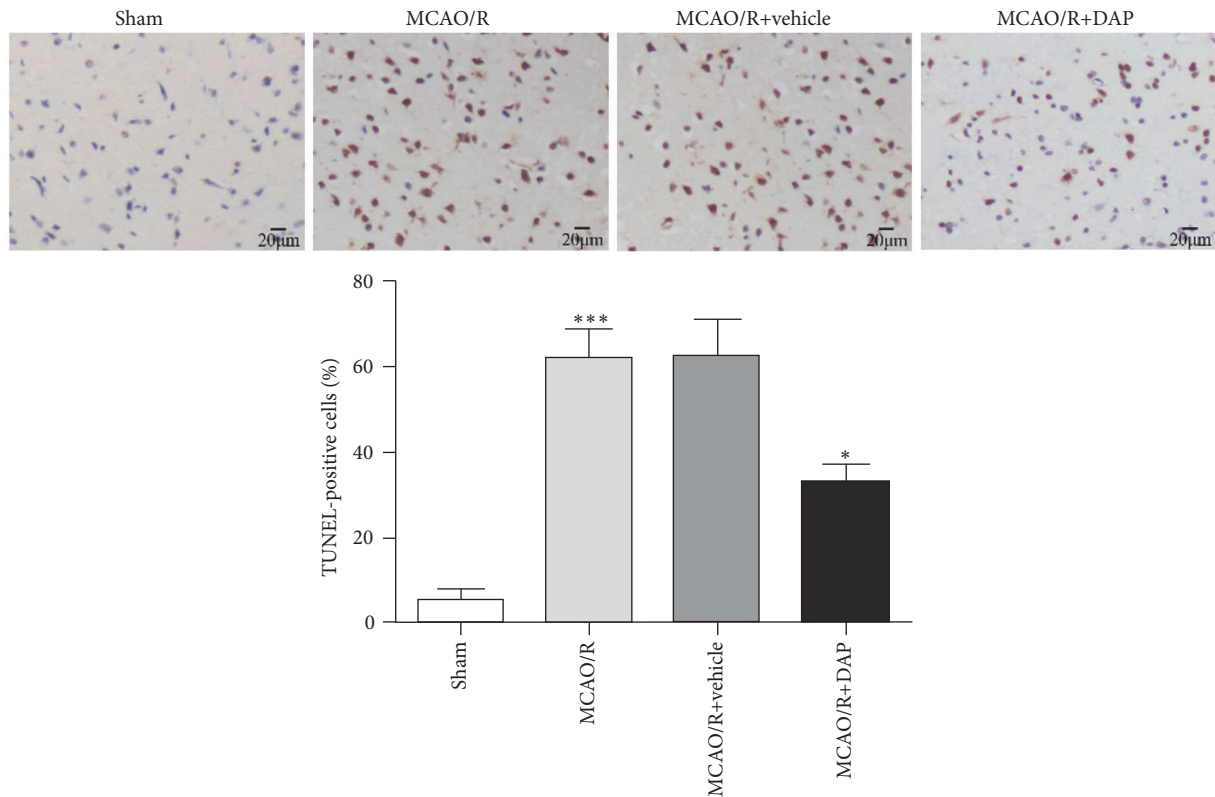 Sham
MCAO/R
MCAO/R+vehicle
MCAO/R+DAP
20μm
20μm
20μm
20μm
80
60
40
20
0
TUNEL-positive cells (%)
***
*
Sham
MCAO/R
MCAO/R+vehicle
MCAO/R+DAP